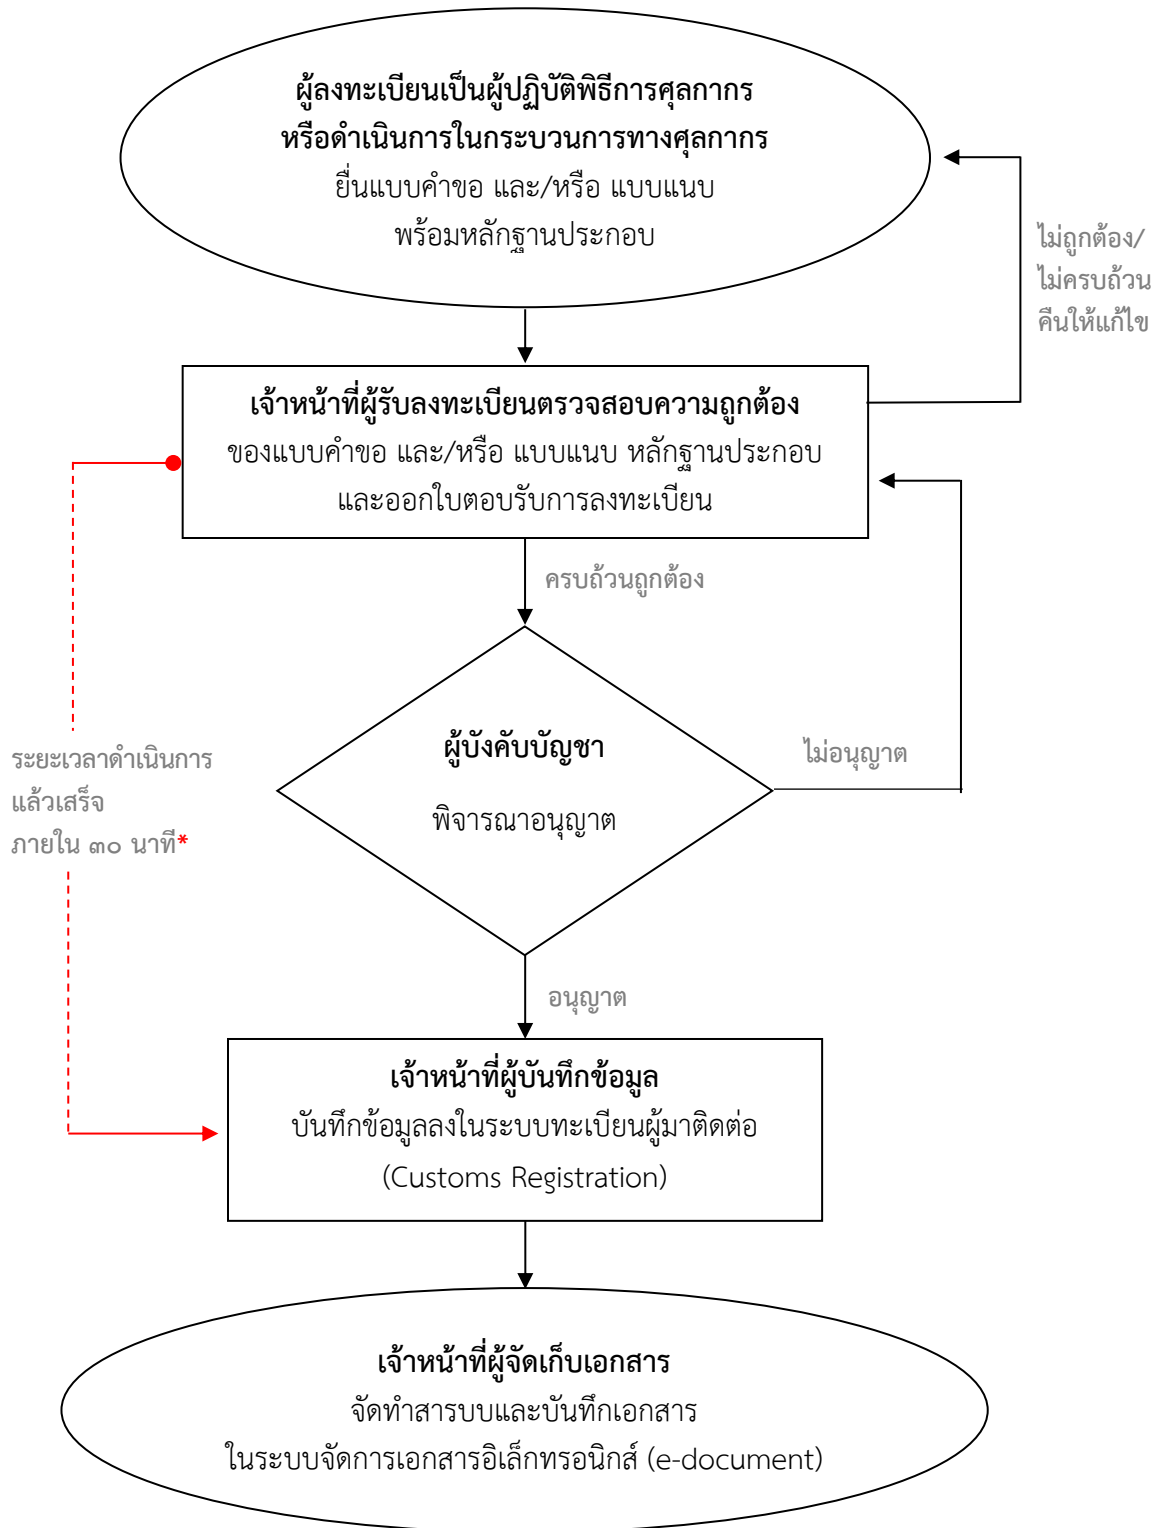 ผู้ลงทะเบียนเป็นผู้ปฏิบัติพิธีการศุลกากร
หรือดำเนินการในกระบวนการทางศุลกากร
ยื่นแบบคำขอ และ/หรือ แบบแนบ
พร้อมหลักฐานประกอบ
ไม่ถูกต้อง/
ไม่ครบถ้วน
คืนให้แก้ไข
เจ้าหน้าที่ผู้รับลงทะเบียนตรวจสอบความถูกต้อง
ของแบบคำขอ และ/หรือ แบบแนบ หลักฐานประกอบ
และออกใบตอบรับการลงทะเบียน
ครบถ้วนถูกต้อง
ผู้บังคับบัญชา
พิจารณาอนุญาต
ไม่อนุญาต
ระยะเวลาดำเนินการ
แล้วเสร็จ
ภายใน ๓๐ นาที*
อนุญาต
เจ้าหน้าที่ผู้บันทึกข้อมูล
บันทึกข้อมูลลงในระบบทะเบียนผู้มาติดต่อ
(Customs Registration)
เจ้าหน้าที่ผู้จัดเก็บเอกสาร
จัดทำสารบบและบันทึกเอกสาร
ในระบบจัดการเอกสารอิเล็กทรอนิกส์ (e-document)